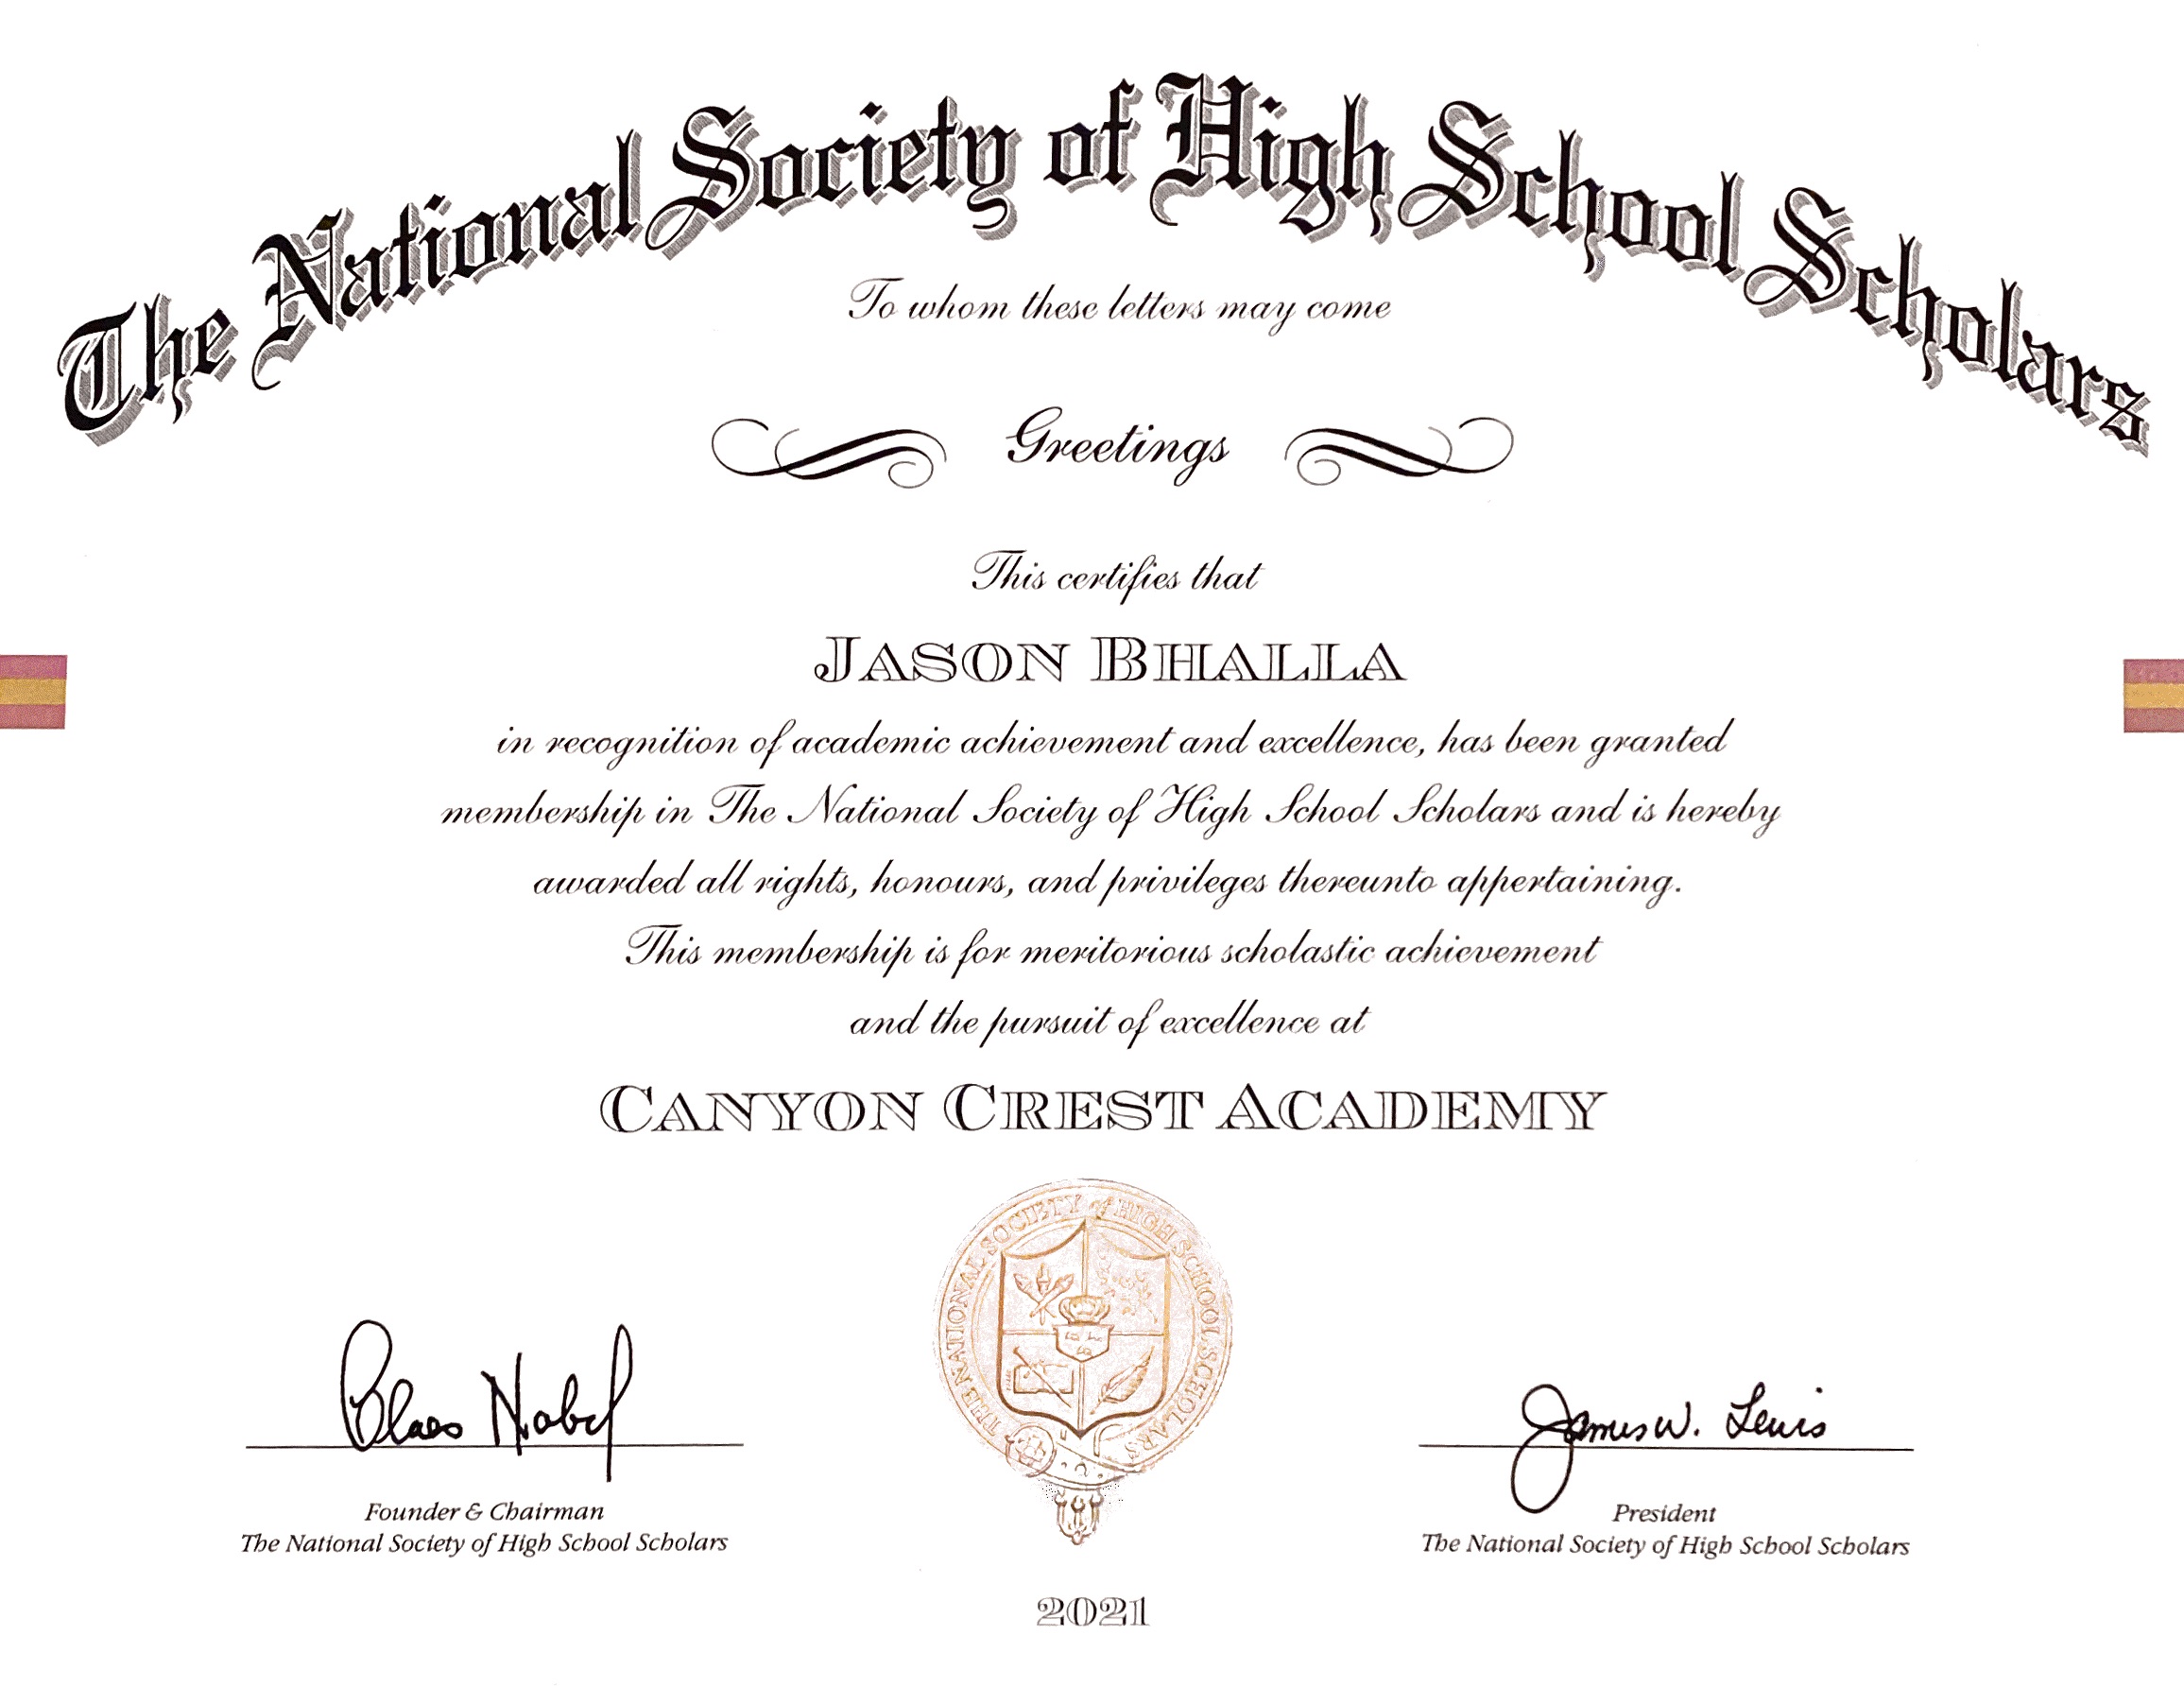 The National Society of High School Scholars
To whom these letters may come
Greetings
This certifies that
JASON BHALLA
in recognition of academic achievement and excellence, has been granted
membership in The National Society of High School Scholars and is hereby
awarded all rights, honours, and privileges thereunto appertaining.
This membership is for meritorious scholastic achievement
and the pursuit of excellence at
CANYON CREST ACADEMY
THE NATIONAL SOCIETY of HIGH SCHOOL SCHOLARS
Claes Nobel
James W. Lewis
Founder & Chairman
The National Society of High School Scholars
President
The National Society of High School Scholars
2021